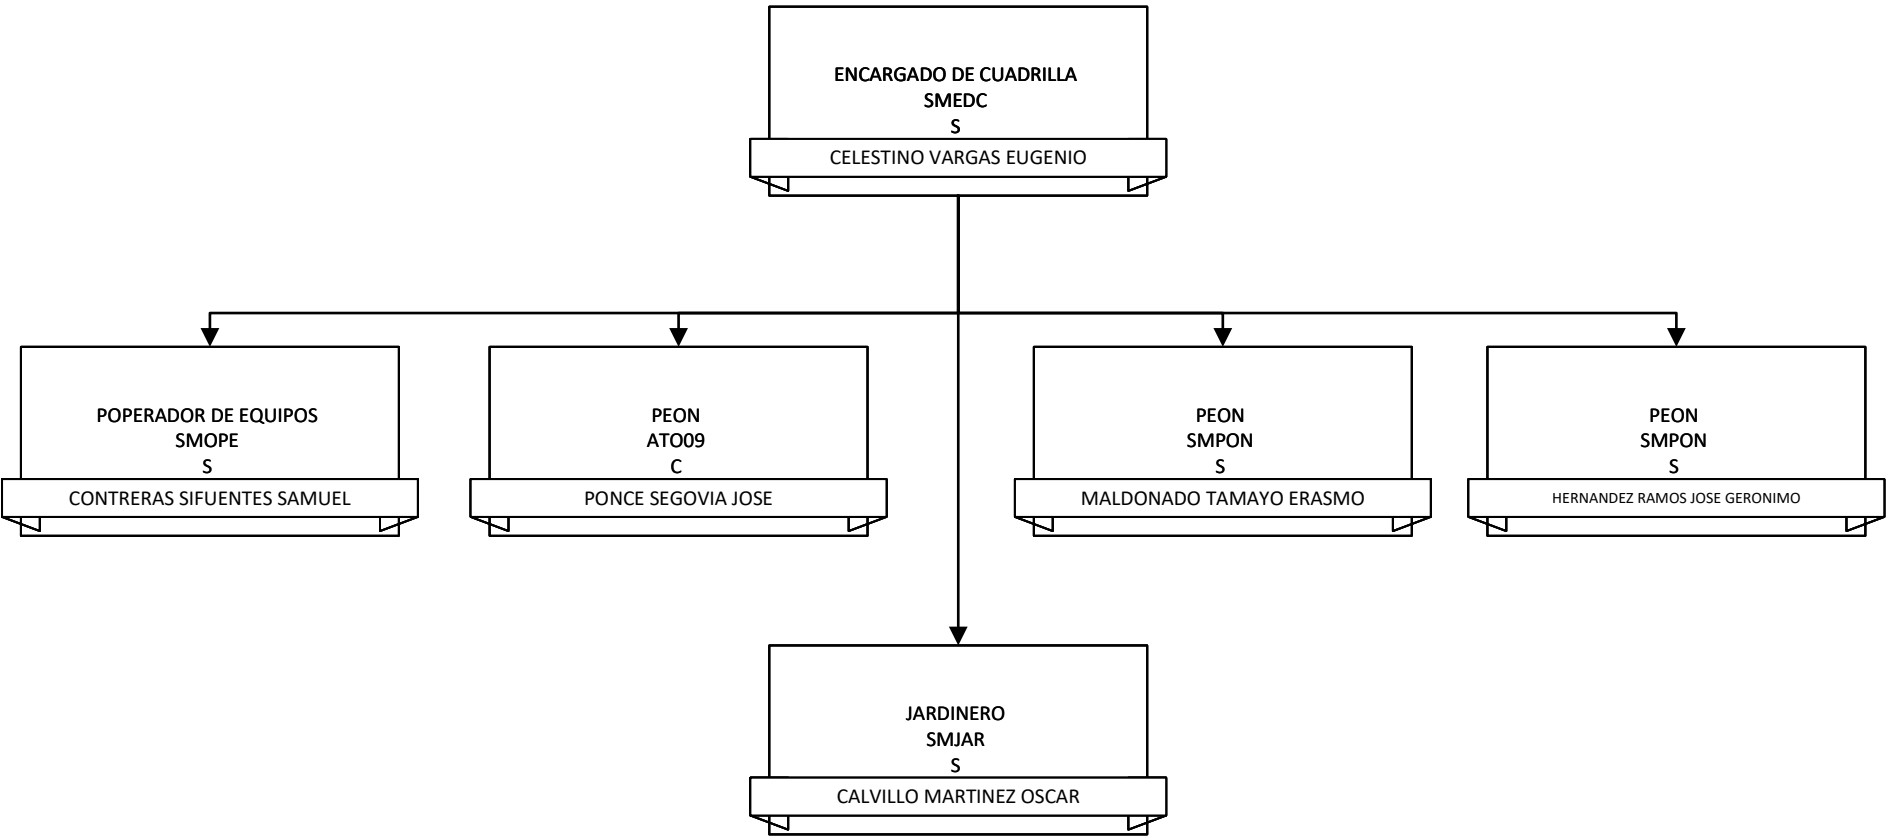 ENCARGADO DE CUADRILLA
SMEDC
S
CELESTINO VARGAS EUGENIO
POPERADOR DE EQUIPOS
SMOPE
S
CONTRERAS SIFUENTES SAMUEL
PEON
ATO09
C
PONCE SEGOVIA JOSE
PEON
SMPON
S
MALDONADO TAMAYO ERASMO
PEON
SMPON
S
HERNANDEZ RAMOS JOSE GERONIMO
JARDINERO
SMJAR
S
CALVILLO MARTINEZ OSCAR